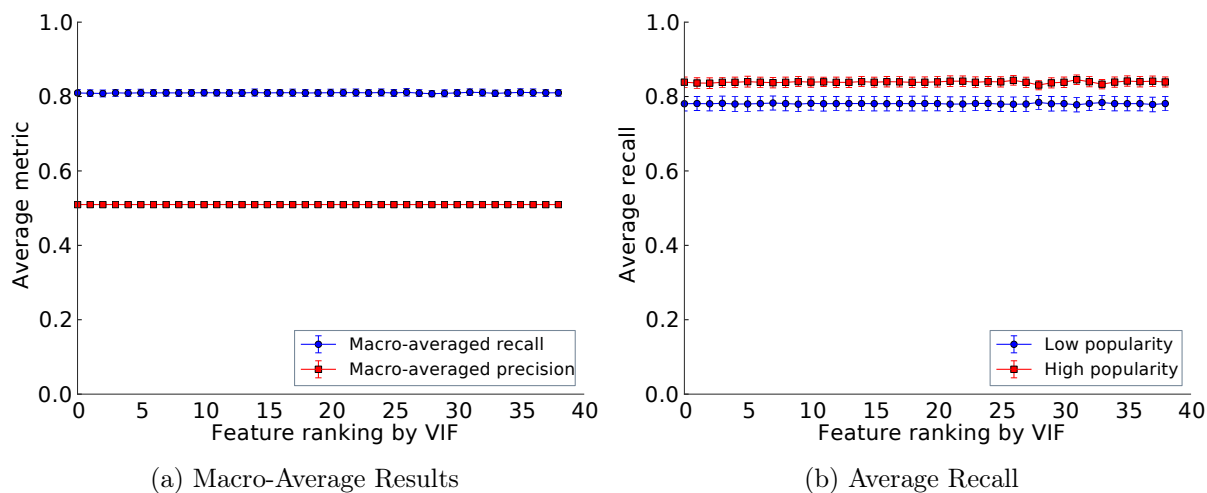 1.0
0.8
0.6
0.4
0.2
0.0
Average metric
0 5 10 15 20 25 30 35 40
Feature ranking by VIF
Macro-averaged recall
Macro-averaged precision
(a) Macro-Average Results
1.0
0.8
0.6
0.4
0.2
0.0
Average recall
0 5 10 15 20 25 30 35 40
Feature ranking by VIF
Low popularity
High popularity
(b) Average Recall